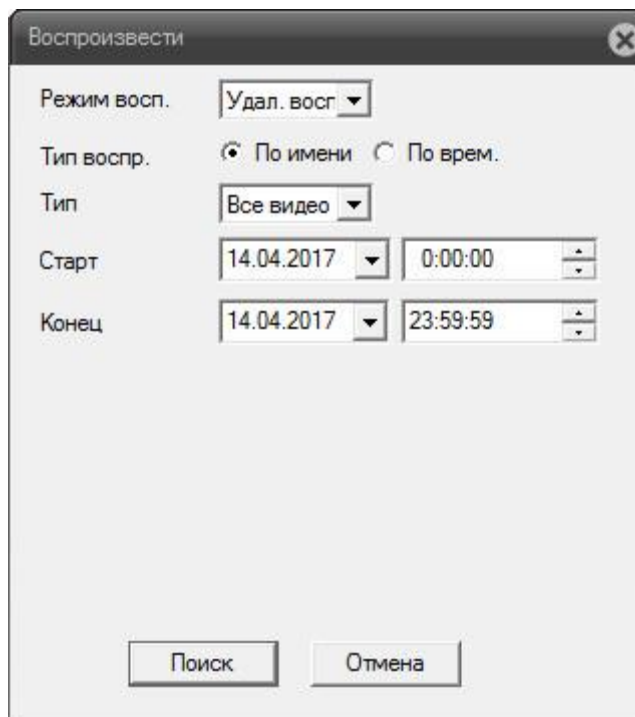 Воспроизвести
Режим восп. Удал. восп
Тип воспр. По имени По врем.
Тип Все видео
Старт 14.04.2017 0:00:00
Конец 14.04.2017 23:59:59
Поиск Отмена